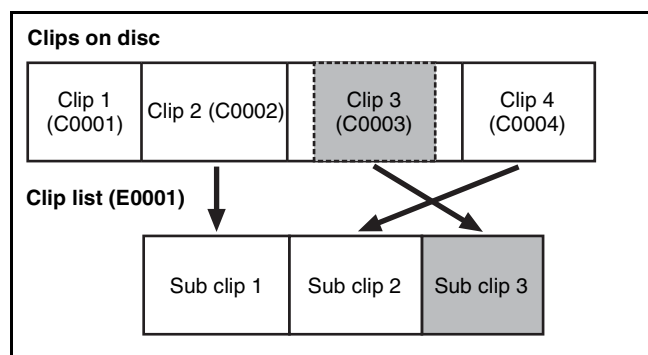 Clips on disc
Clip 1
(C0001)
Clip 2 (C0002)
Clip 3
(C0003)
Clip 4
(C0004)
Clip list (E0001)
Sub clip 1
Sub clip 2
Sub clip 3